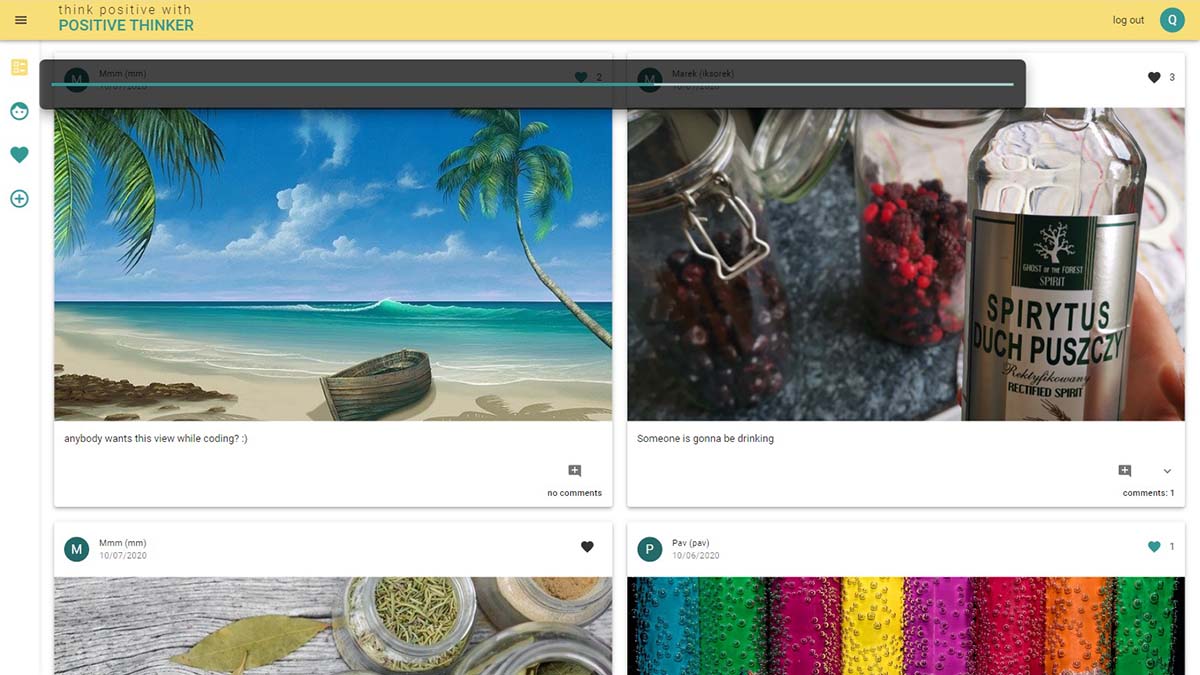 think positive with
POSITIVE THINKER
log out
Q
M
Mmm (mm)
10/07/2020
2
M
Marek (iksorek)
10/07/2020
3
GHOST OF THE FOREST
SPIRIT
SPIRYTUS
DUCH PUSZCZY
Rektyfikowany
RECTIFIED SPIRIT
anybody wants this view while coding? :)
no comments
Someone is gonna be drinking
comments: 1
M
Mmm (mm)
10/07/2020
P
Pav (pav)
10/06/2020
1